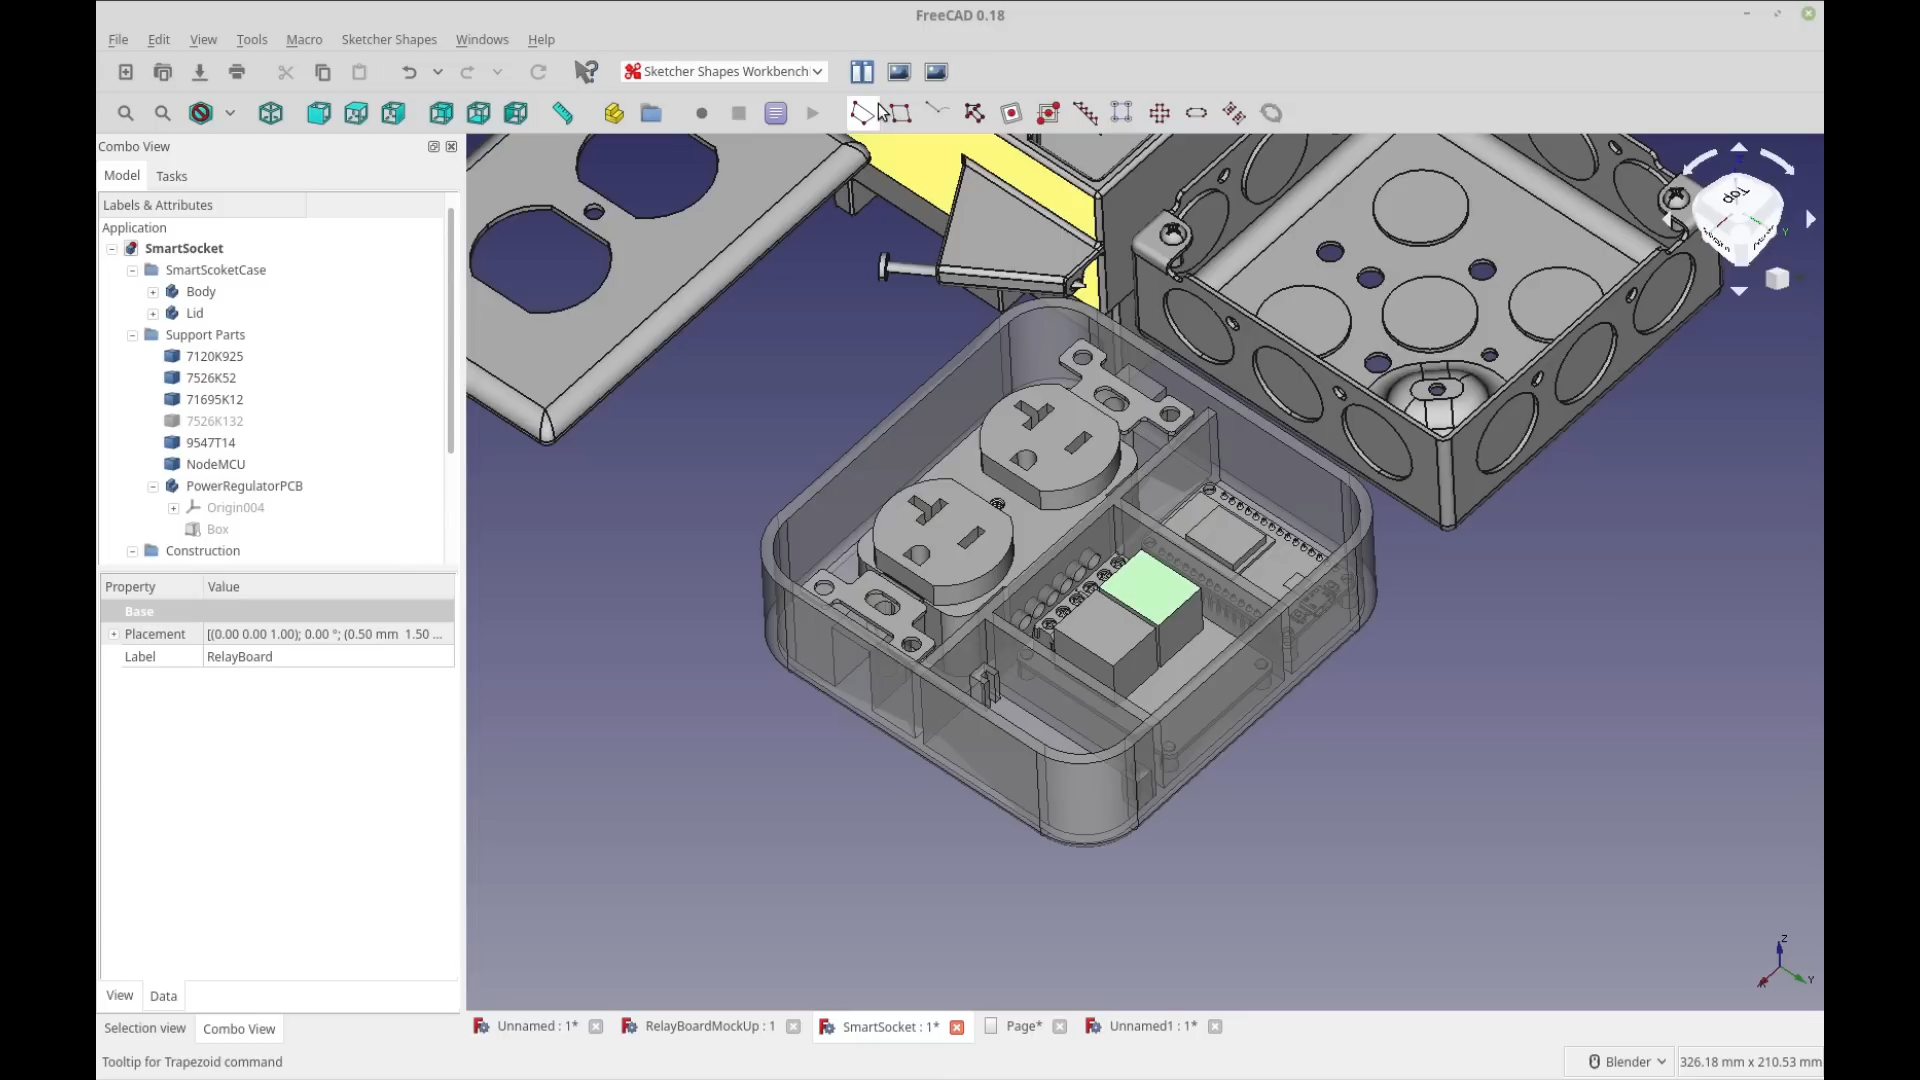 FreeCAD 0.18
File Edit View Tools Macro Sketcher Shapes Windows Help
Sketcher Shapes Workbench
Combo View
Model Tasks
Labels & Attributes
Application
SmartSocket
SmartScoketCase
Body
Lid
Support Parts
7120K925
7526K52
71695K12
7526K132
9547T14
NodeMCU
PowerRegulatorPCB
Origin004
Box
Construction
Property Value
Base
Placement [(0.00 0.00 1.00); 0.00 °; (0.50 mm 1.50 ...
Label RelayBoard
View Data
Selection view Combo View
Unnamed : 1* RelayBoardMockUp : 1 SmartSocket : 1* Page* Unnamed1 : 1*
Tooltip for Trapezoid command
Blender 326.18 mm x 210.53 mm
TOP
Z
Y
Z
Y